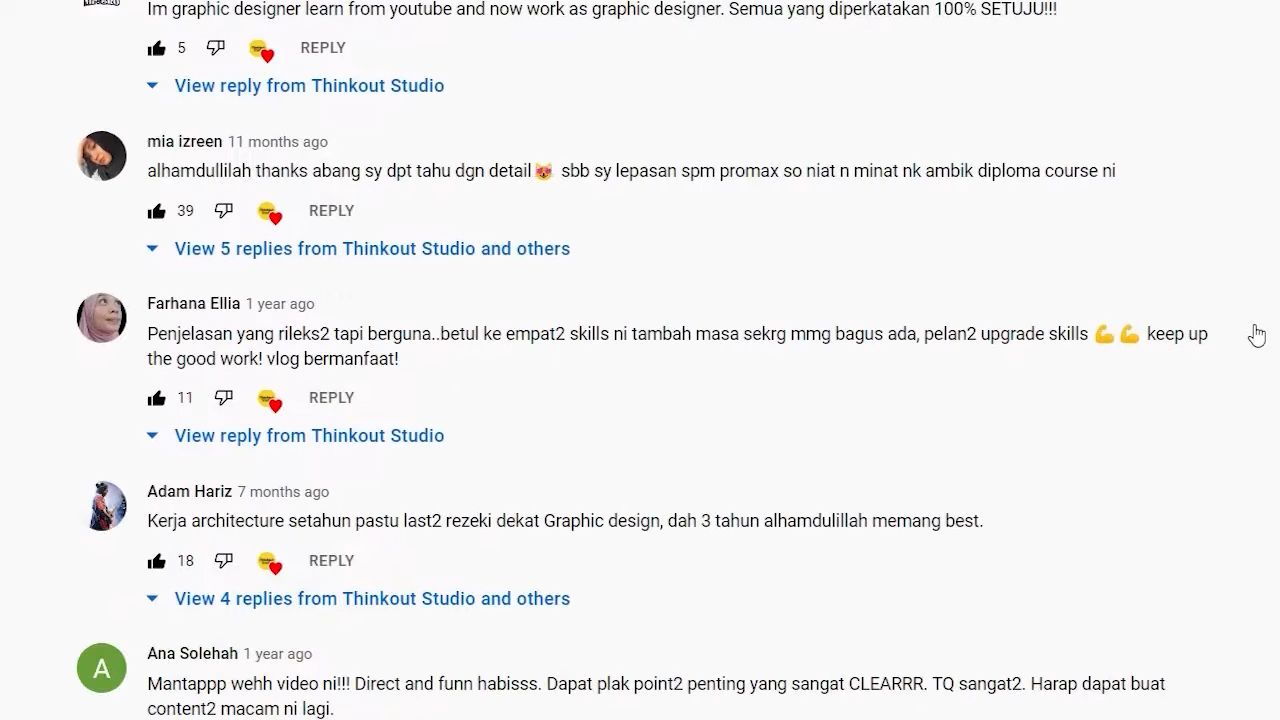 Im graphic designer learn from youtube and now work as graphic designer. Semua yang diperkatakan 100% SETUJU!!!
5 REPLY
View reply from Thinkout Studio
mia izreen 11 months ago
alhamdullilah thanks abang sy dpt tahu dgn detail😻 sbb sy lepasan spm promax so niat n minat nk ambik diploma course ni
39 REPLY
View 5 replies from Thinkout Studio and others
Farhana Ellia 1 year ago
Penjelasan yang rileks2 tapi berguna..betul ke empat2 skills ni tambah masa sekrg mmg bagus ada, pelan2 upgrade skills 💪💪 keep up
the good work! vlog bermanfaat!
11 REPLY
View reply from Thinkout Studio
Adam Hariz 7 months ago
Kerja architecture setahun pastu last2 rezeki dekat Graphic design, dah 3 tahun alhamdulillah memang best.
18 REPLY
View 4 replies from Thinkout Studio and others
A
Ana Solehah 1 year ago
Mantappp wehh video ni!!! Direct and funn habisss. Dapat plak point2 penting yang sangat CLEARRR. TQ sangat2. Harap dapat buat
content2 macam ni lagi.